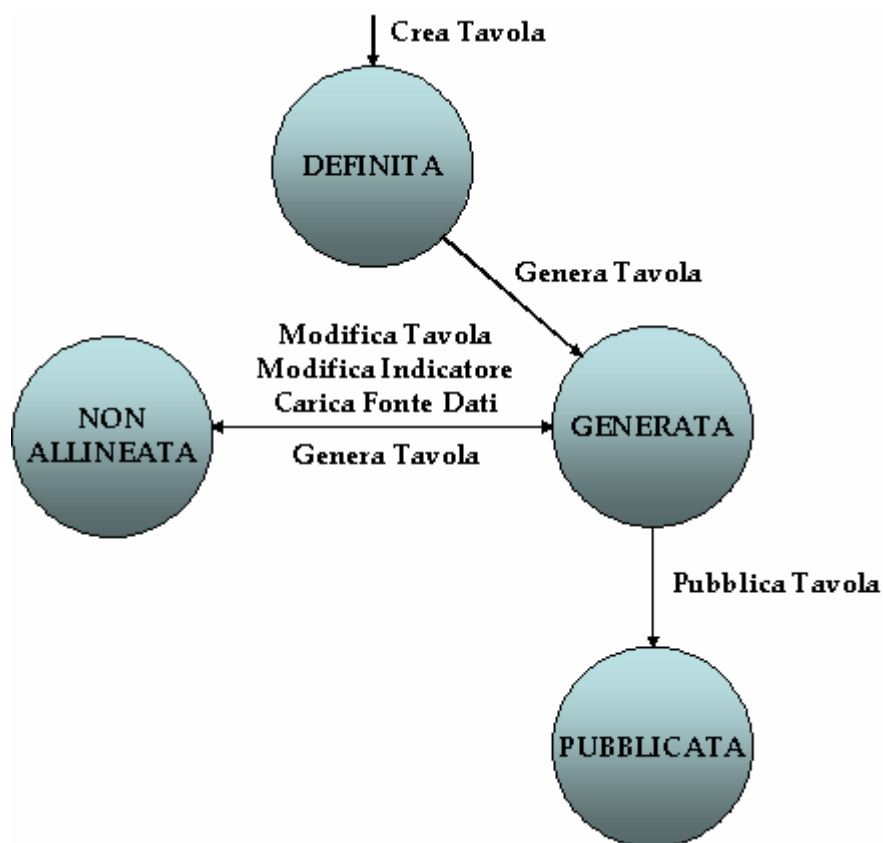 Crea Tavola
DEFINITA
Genera Tavola
Modifica Tavola
Modifica Indicatore
Carica Fonte Dati
NON
ALLINEATA
GENERATA
Genera Tavola
Pubblica Tavola
PUBBLICATA